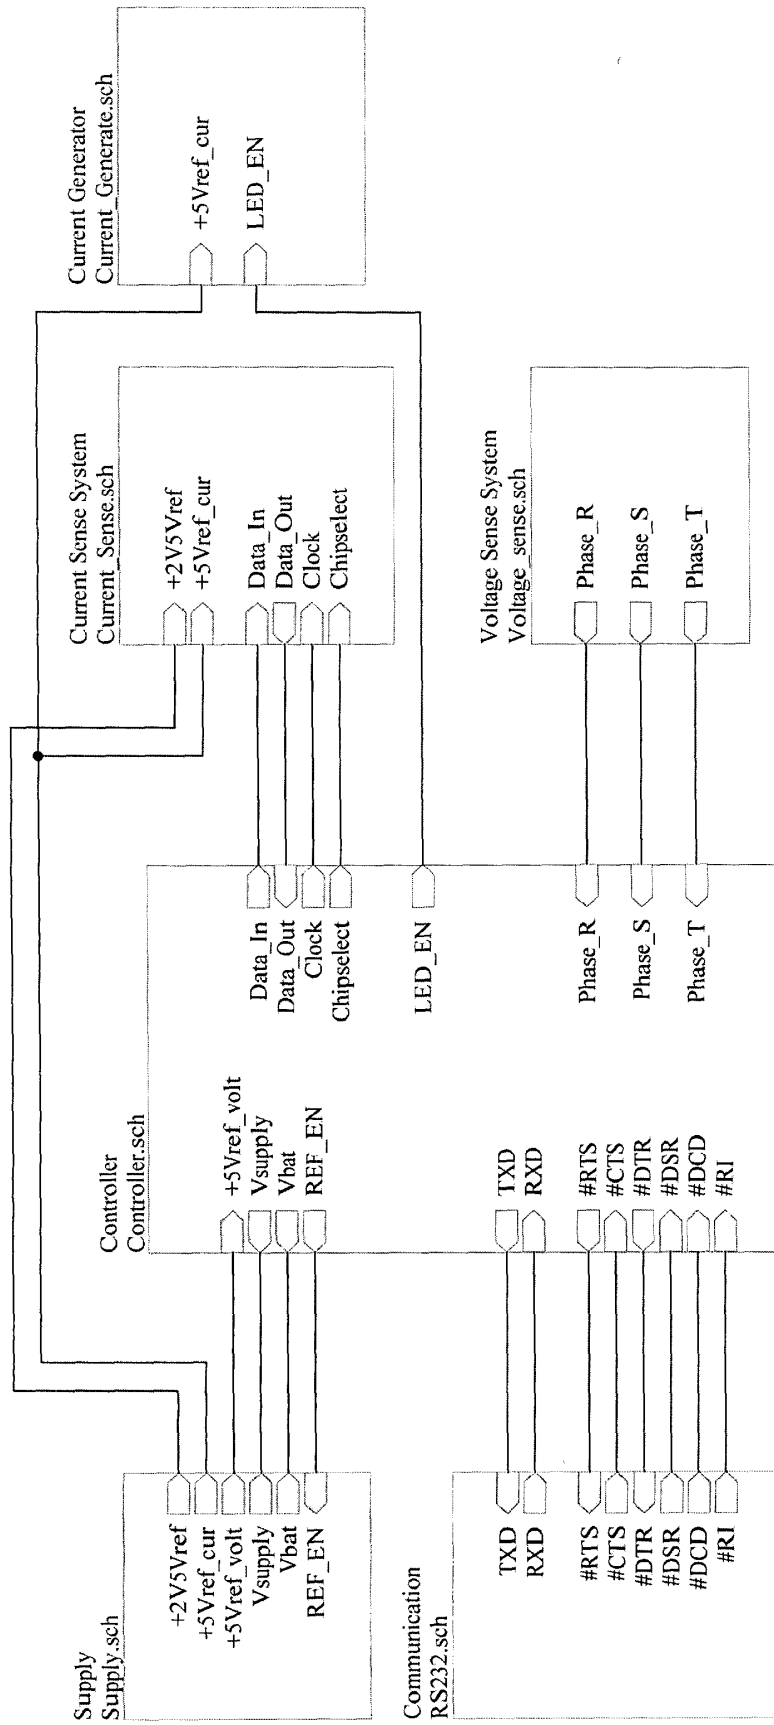 Supply
Supply.sch
+2V5Vref
+5Vref_cur
+5Vref_volt
Vsupply
Vbat
REF_EN
Communication
RS232.sch
TXD
RXD
#RTS
#CTS
#DTR
#DSR
#DCD
#RI
Controller
Controller.sch
+5Vref_volt
Vsupply
Vbat
REF_EN
TXD
RXD
#RTS
#CTS
#DTR
#DSR
#DCD
#RI
Data_In
Data_Out
Clock
Chipselect
LED_EN
Phase_R
Phase_S
Phase_T
Current Sense System
Current_Sense.sch
+2V5Vref
+5Vref_cur
Data_In
Data_Out
Clock
Chipselect
Voltage Sense System
Voltage_sense.sch
Phase_R
Phase_S
Phase_T
Current Generator
Current_Generate.sch
+5Vref_cur
LED_EN